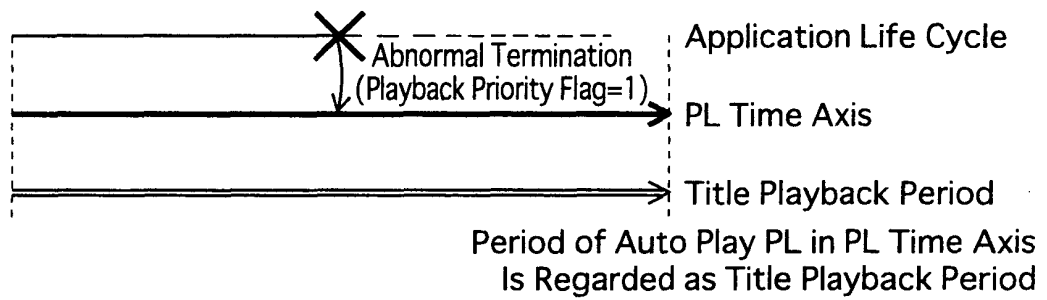 Application Life Cycle
Abnormal Termination
(Playback Priority Flag=1)
PL Time Axis
Title Playback Period
Period of Auto Play PL in PL Time Axis
Is Regarded as Title Playback Period